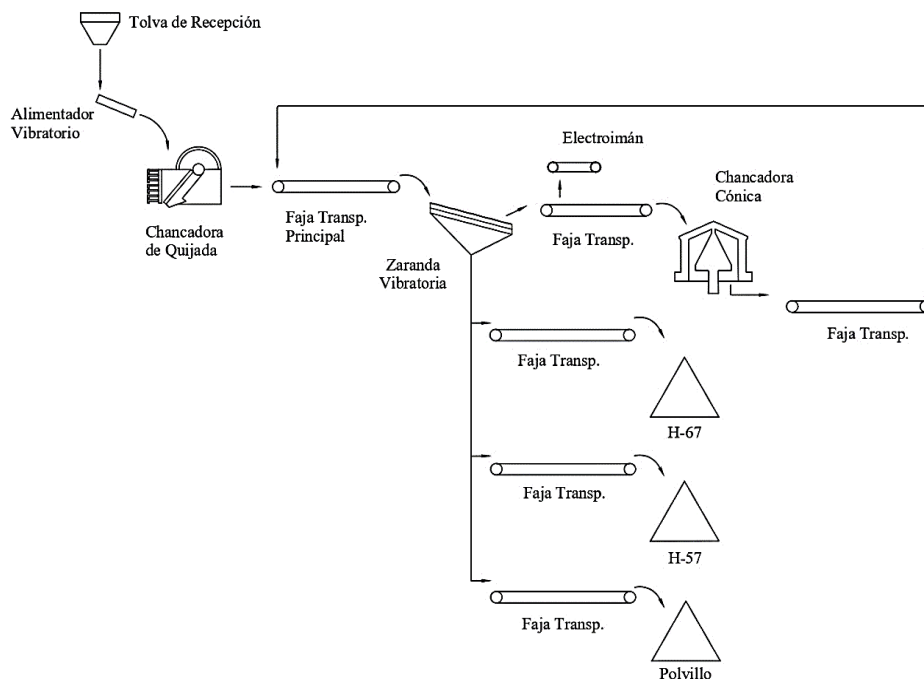 Tolva de Recepción
Alimentador
Vibratorio
Chancadora
de Quijada
Faja Transp.
Principal
Zaranda
Vibratoria
Electroimán
Faja Transp.
Chancadora
Cónica
Faja Transp.
Faja Transp.
H-67
Faja Transp.
H-57
Faja Transp.
Polvillo